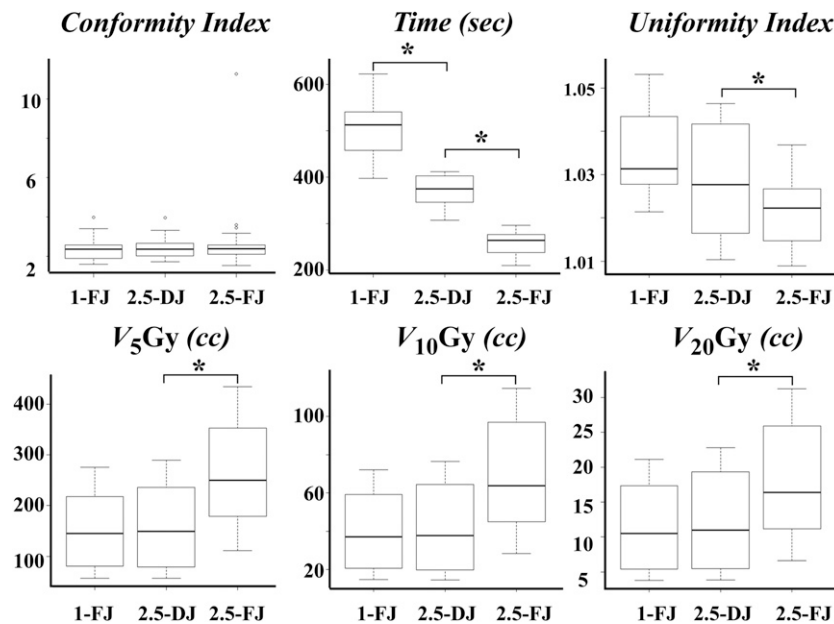 Conformity Index
10
6
2
1-FJ 2.5-DJ 2.5-FJ
Time (sec)
*
*
600
400
200
1-FJ 2.5-DJ 2.5-FJ
Uniformity Index
*
1.05
1.03
1.01
1-FJ 2.5-DJ 2.5-FJ
V5Gy (cc)
*
400
300
200
100
1-FJ 2.5-DJ 2.5-FJ
V10Gy (cc)
*
100
60
20
1-FJ 2.5-DJ 2.5-FJ
V20Gy (cc)
*
30
25
20
15
10
5
1-FJ 2.5-DJ 2.5-FJ